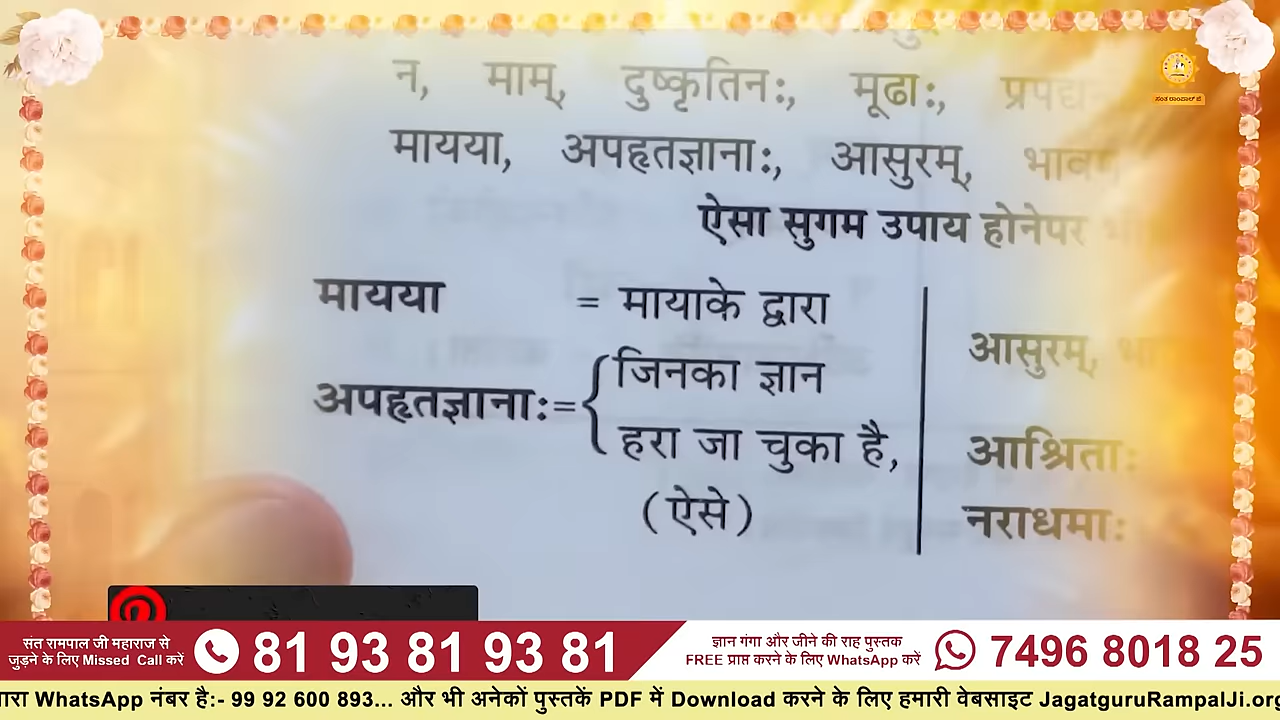 न, माम्, दुष्कृतिनः, मूढाः,
मायया, अपहृतज्ञानाः, आसुरम्,
ऐसा सुगम उपाय होनेपर
मायया = मायाके द्वारा
अपहृतज्ञानाः= जिनका ज्ञान
हरा जा चुका है,
(ऐसे)
आसुरम्,
आश्रिताः
नराधमाः
संत रामपाल जी महाराज से
जुड़ने के लिए Missed Call करें
81 93 81 93 81
ज्ञान गंगा और जीने की राह पुस्तक
FREE प्राप्त करने के लिए WhatsApp करें
7496 8018 25
WhatsApp नंबर है:- 99 92 600 893... और भी अनेकों पुस्तकें PDF में Download करने के लिए हमारी वेबसाइट JagatguruRampalJi.org